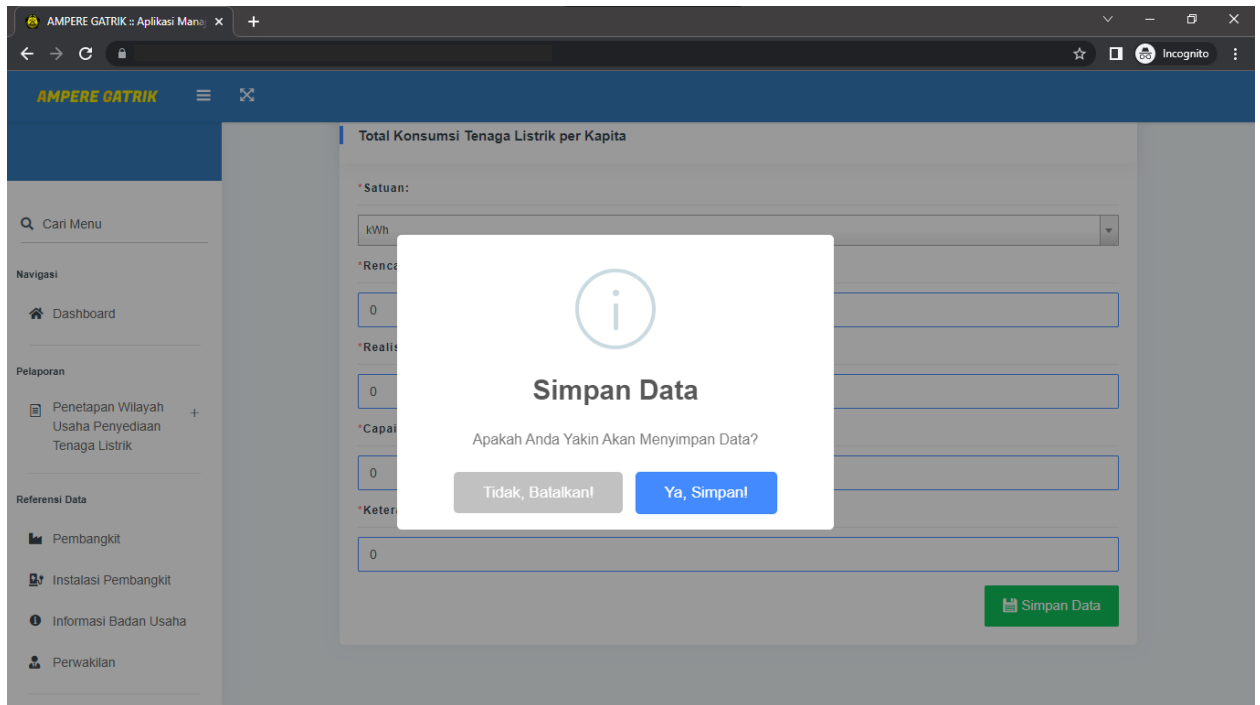 AMPERE GATRIK :: Aplikasi Manaj
Incognito
AMPERE GATRIK
Cari Menu
Navigasi
Dashboard
Pelaporan
Penetapan Wilayah
Usaha Penyediaan
Tenaga Listrik
Referensi Data
Pembangkit
Instalasi Pembangkit
Informasi Badan Usaha
Perwakilan
Total Konsumsi Tenaga Listrik per Kapita
*Satuan:
kWh
*Renca
0
*Realis
0
*Capai
0
*Ketera
0
Simpan Data
Simpan Data
Apakah Anda Yakin Akan Menyimpan Data?
Tidak, Batalkan!
Ya, Simpan!